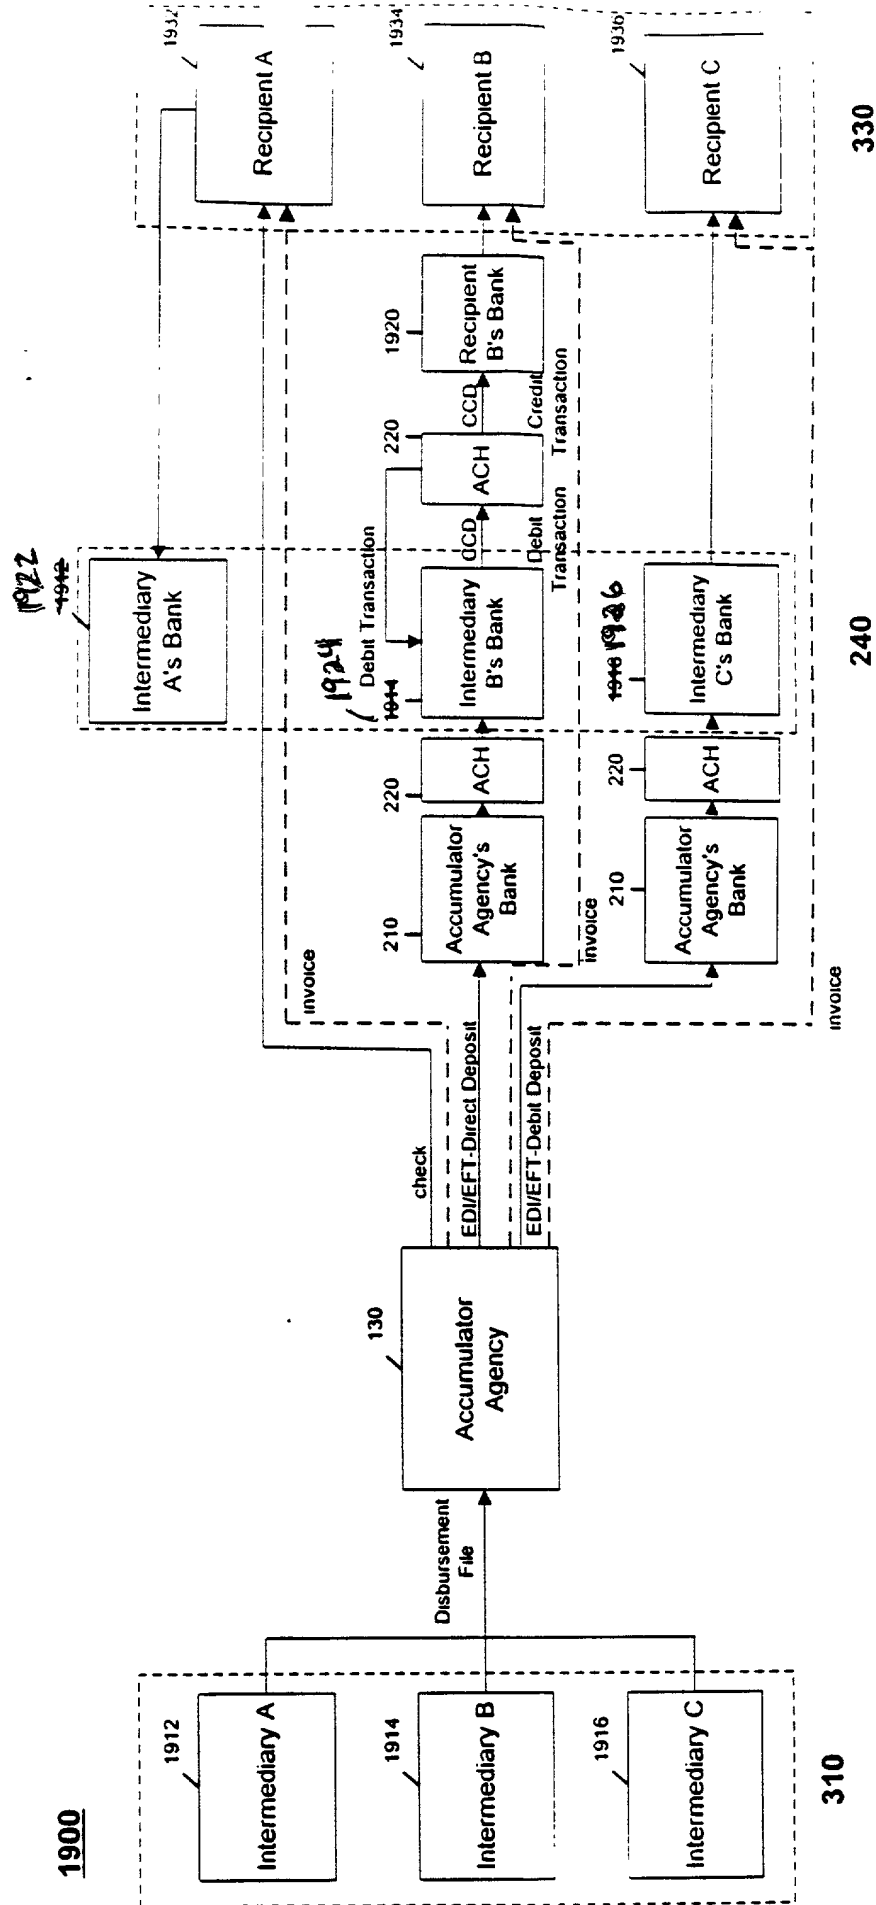 1900
1912
Intermediary A
1914
Intermediary B
1916
Intermediary C
310
Disbursement
File
130
Accumulator
Agency
check
EDI/EFT-Direct Deposit
EDI/EFT-Debit Deposit
invoice
invoice
invoice
1922
1912
Intermediary
A's Bank
210
Accumulator
Agency's
Bank
220
ACH
1924
1914
Debit Transaction
Intermediary
B's Bank
CCD
Debit
Transaction
220
ACH
CCD
Credit
Transaction
1920
Recipient
B's Bank
210
Accumulator
Agency's
Bank
220
ACH
1916 1926
Intermediary
C's Bank
240
1932
Recipient A
1934
Recipient B
1936
Recipient C
330